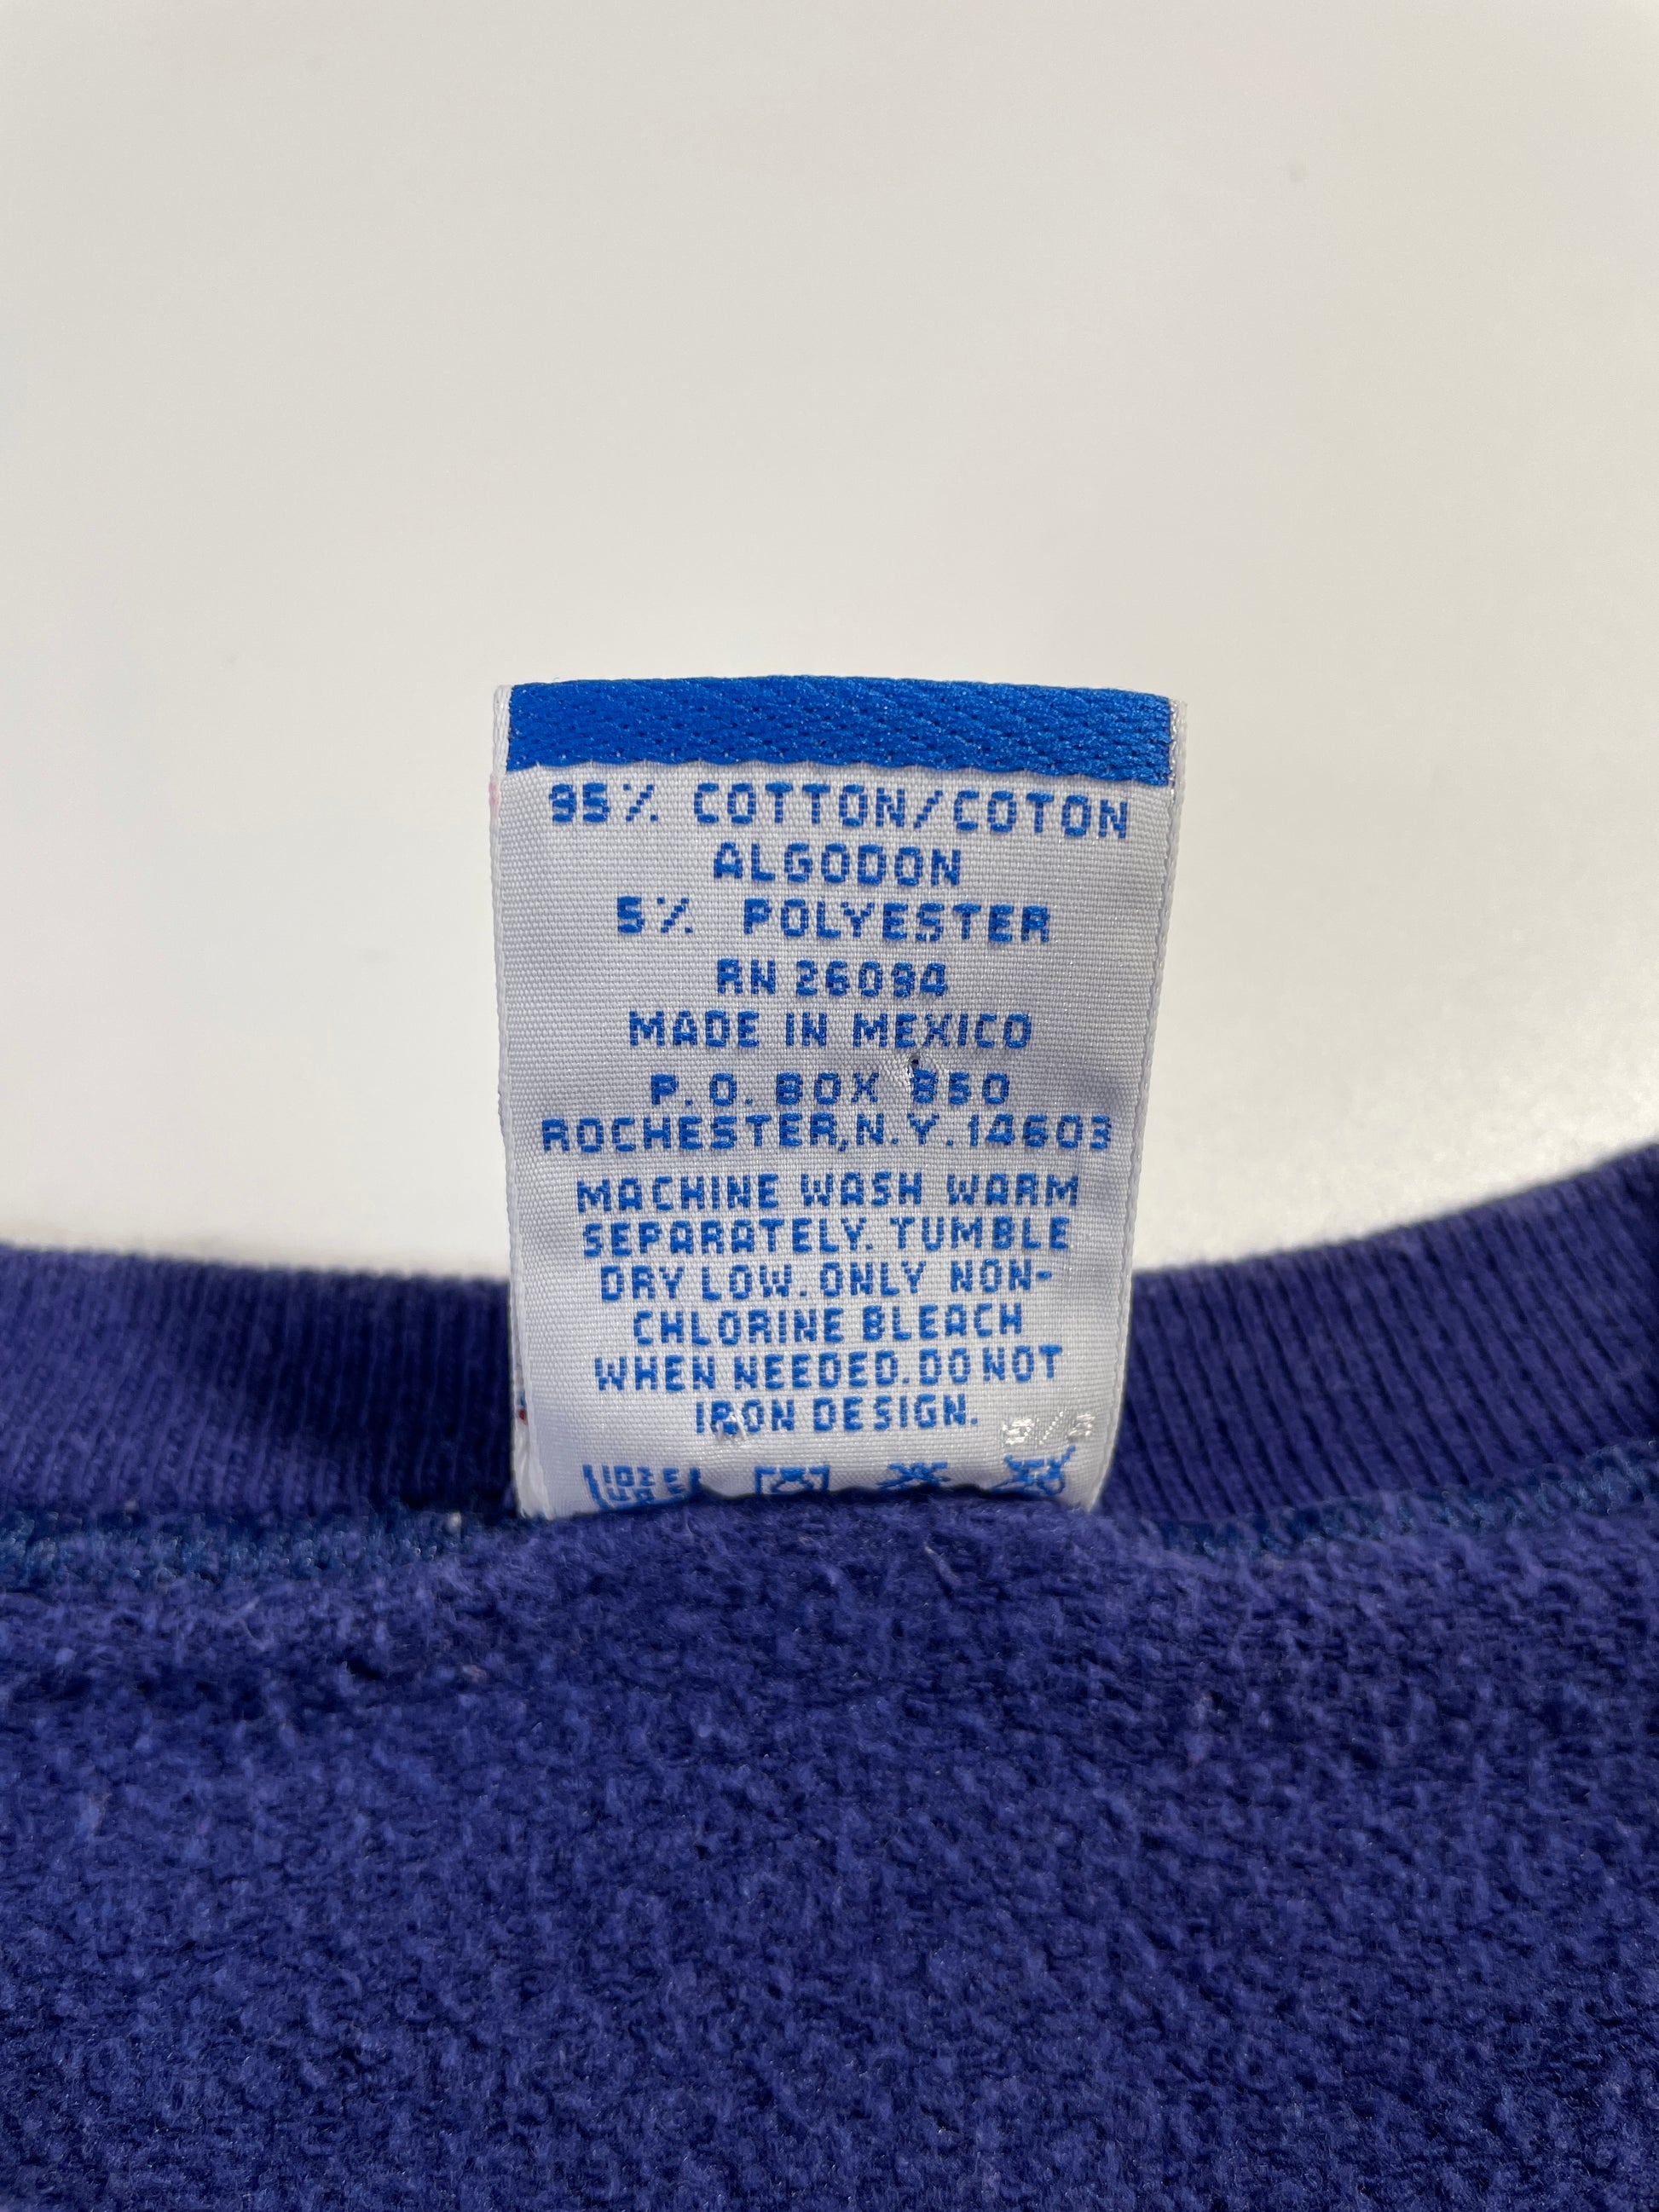 95% COTTON/COTON
ALGODON
5% POLYESTER
RN 26094
MADE IN MEXICO
P.O. BOX 850
ROCHESTER, N.Y. 14603
MACHINE WASH WARM
SEPARATELY. TUMBLE
DRY LOW. ONLY NON-
CHLORINE BLEACH
WHEN NEEDED. DO NOT
IRON DESIGN.